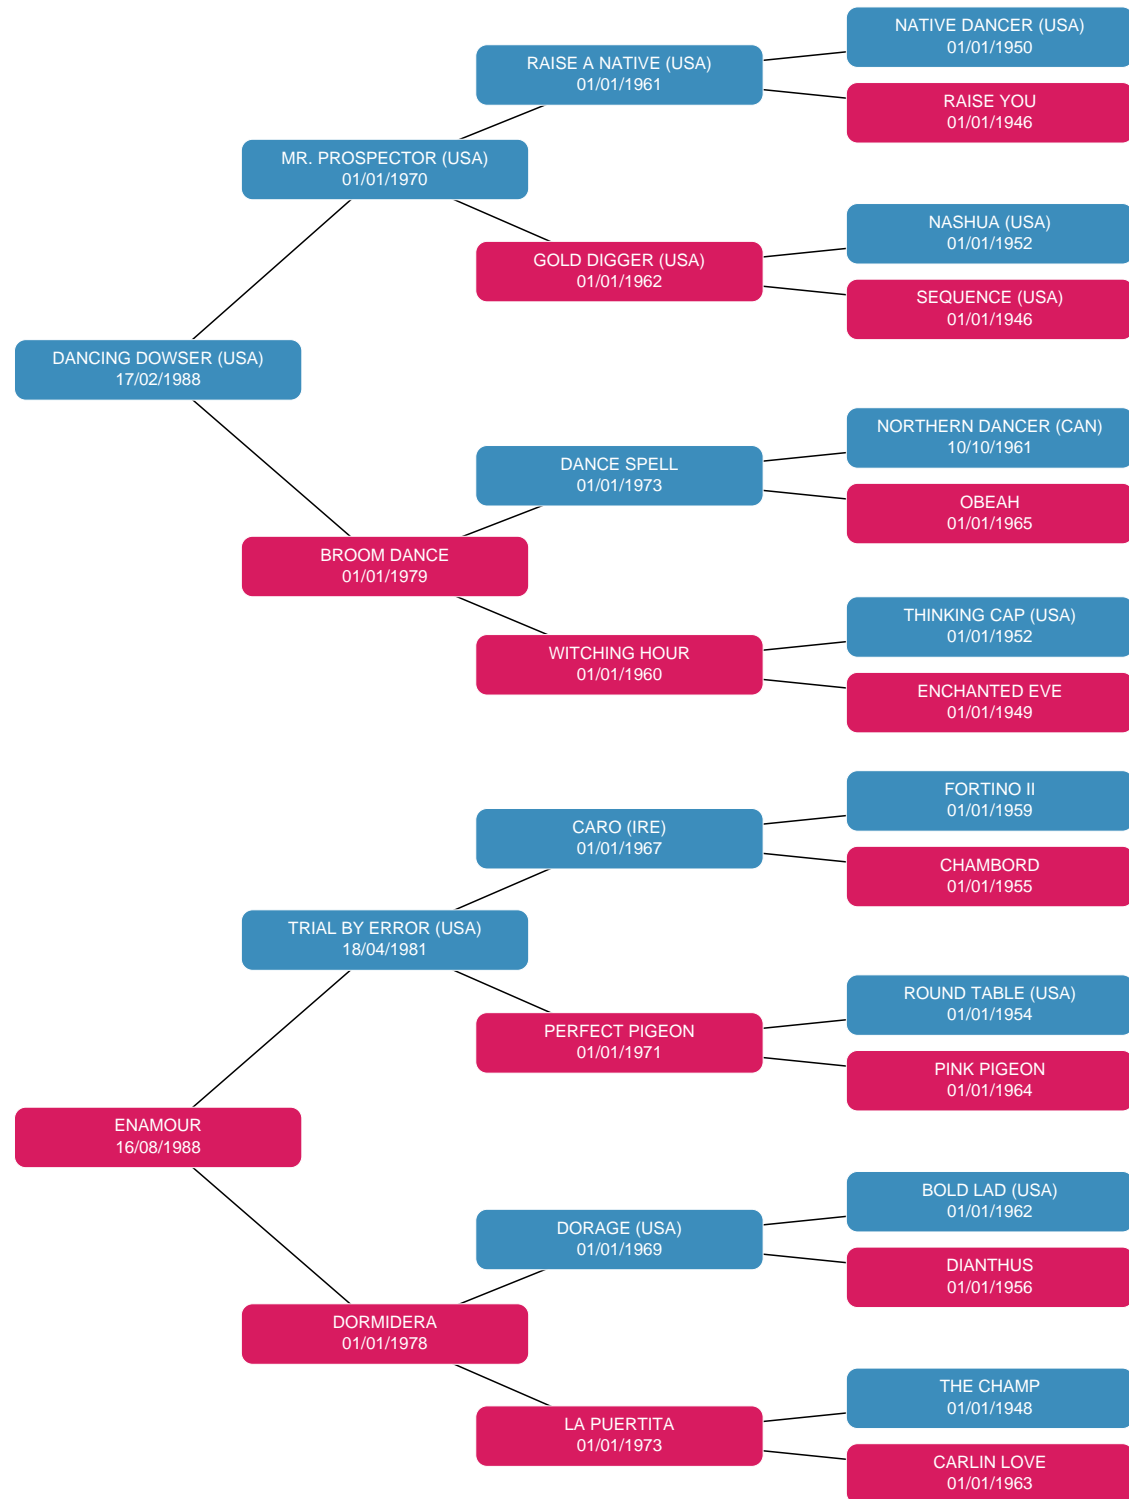 NATIVE DANCER (USA)
01/01/1950
RAISE A NATIVE (USA)
01/01/1961
RAISE YOU
01/01/1946
MR. PROSPECTOR (USA)
01/01/1970
NASHUA (USA)
01/01/1952
GOLD DIGGER (USA)
01/01/1962
SEQUENCE (USA)
01/01/1946
DANCING DOWSER (USA)
17/02/1988
NORTHERN DANCER (CAN)
10/10/1961
DANCE SPELL
01/01/1973
OBEAH
01/01/1965
BROOM DANCE
01/01/1979
THINKING CAP (USA)
01/01/1952
WITCHING HOUR
01/01/1960
ENCHANTED EVE
01/01/1949
FORTINO II
01/01/1959
CARO (IRE)
01/01/1967
CHAMBORD
01/01/1955
TRIAL BY ERROR (USA)
18/04/1981
ROUND TABLE (USA)
01/01/1954
PERFECT PIGEON
01/01/1971
PINK PIGEON
01/01/1964
ENAMOUR
16/08/1988
BOLD LAD (USA)
01/01/1962
DORAGE (USA)
01/01/1969
DIANTHUS
01/01/1956
DORMIDERA
01/01/1978
THE CHAMP
01/01/1948
LA PUERTITA
01/01/1973
CARLIN LOVE
01/01/1963